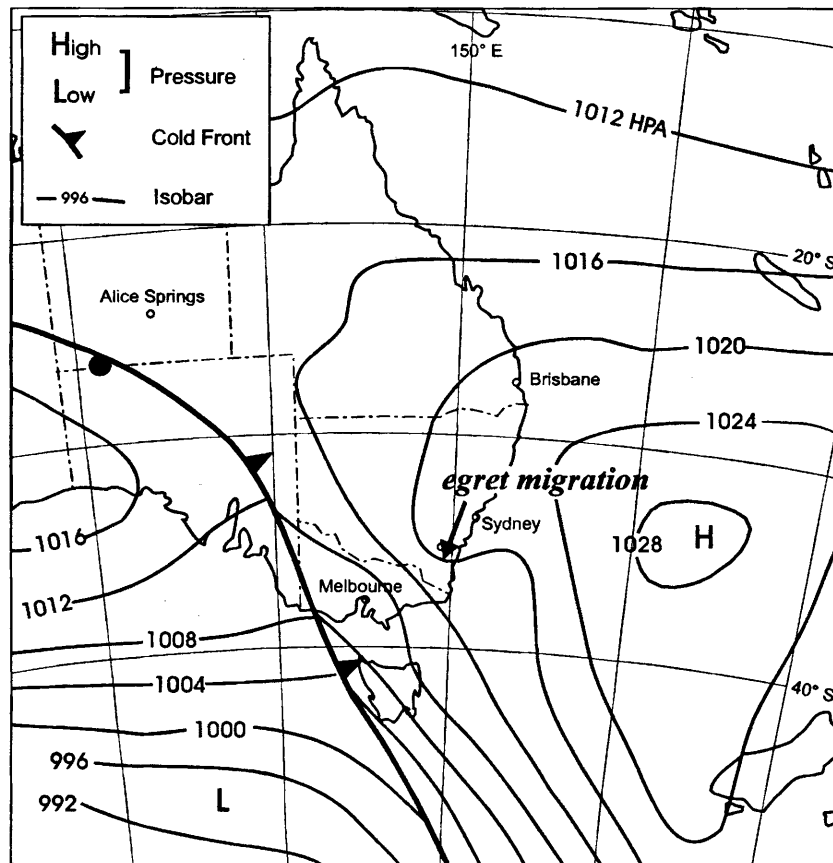 High
Low
Pressure
Cold Front
996
Isobar
150° E
1012 HPA
20° S
1016
Alice Springs
1020
Brisbane
1024
egret migration
Sydney
1016
1028
H
Melbourne
1012
1008
1004
40° S
1000
996
992
L